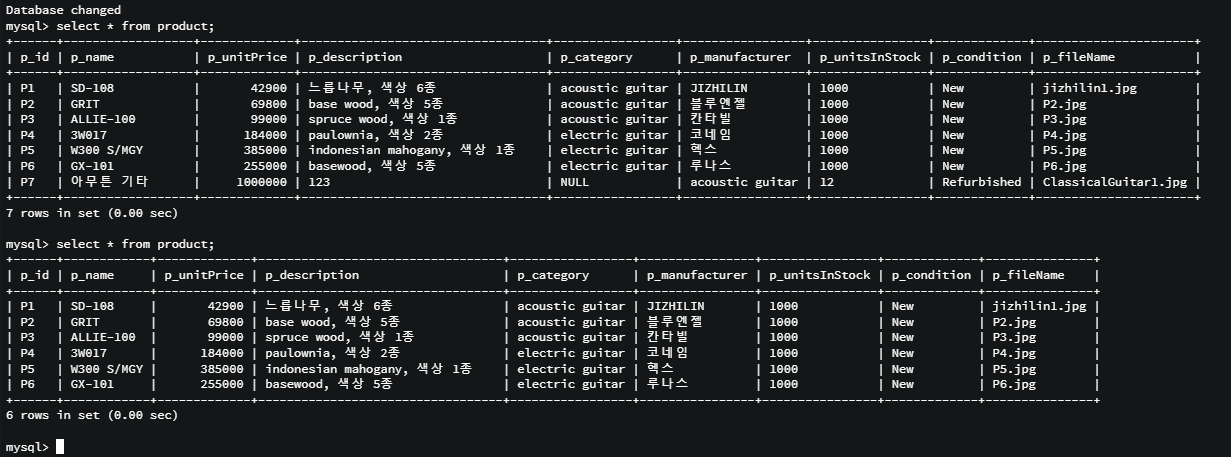 Database changed
mysql> select * from product;
+------+--------------+-------------+--------------------------------+-----------------+-----------------+----------------+-------------+----------------------+
| p_id | p_name | p_unitPrice | p_description | p_category | p_manufacturer | p_unitsInStock | p_condition | p_fileName |
+------+--------------+-------------+--------------------------------+-----------------+-----------------+----------------+-------------+----------------------+
| P1 | SD-108 | 42900 | 느릅나무, 색상 6종 | acoustic guitar | JIZHILIN | 1000 | New | jizhilin1.jpg |
| P2 | GRIT | 69800 | base wood, 색상 5종 | acoustic guitar | 블루엔젤 | 1000 | New | P2.jpg |
| P3 | ALLIE-100 | 99000 | spruce wood, 색상 1종 | acoustic guitar | 칸타빌 | 1000 | New | P3.jpg |
| P4 | 3W017 | 184000 | paulownia, 색상 2종 | electric guitar | 코네임 | 1000 | New | P4.jpg |
| P5 | W300 S/MGY | 385000 | indonesian mahogany, 색상 1종 | electric guitar | 헥스 | 1000 | New | P5.jpg |
| P6 | GX-101 | 255000 | basewood, 색상 5종 | electric guitar | 루나스 | 1000 | New | P6.jpg |
| P7 | 아무튼 기타 | 1000000 | 123 | NULL | acoustic guitar | 12 | Refurbished | ClassicalGuitar1.jpg |
+------+--------------+-------------+--------------------------------+-----------------+-----------------+----------------+-------------+----------------------+
7 rows in set (0.00 sec)
mysql> select * from product;
+------+------------+-------------+--------------------------------+-----------------+----------------+----------------+-------------+---------------+
| p_id | p_name | p_unitPrice | p_description | p_category | p_manufacturer | p_unitsInStock | p_condition | p_fileName |
+------+------------+-------------+--------------------------------+-----------------+----------------+----------------+-------------+---------------+
| P1 | SD-108 | 42900 | 느릅나무, 색상 6종 | acoustic guitar | JIZHILIN | 1000 | New | jizhilin1.jpg |
| P2 | GRIT | 69800 | base wood, 색상 5종 | acoustic guitar | 블루엔젤 | 1000 | New | P2.jpg |
| P3 | ALLIE-100 | 99000 | spruce wood, 색상 1종 | acoustic guitar | 칸타빌 | 1000 | New | P3.jpg |
| P4 | 3W017 | 184000 | paulownia, 색상 2종 | electric guitar | 코네임 | 1000 | New | P4.jpg |
| P5 | W300 S/MGY | 385000 | indonesian mahogany, 색상 1종 | electric guitar | 헥스 | 1000 | New | P5.jpg |
| P6 | GX-101 | 255000 | basewood, 색상 5종 | electric guitar | 루나스 | 1000 | New | P6.jpg |
+------+------------+-------------+--------------------------------+-----------------+----------------+----------------+-------------+---------------+
6 rows in set (0.00 sec)
mysql>